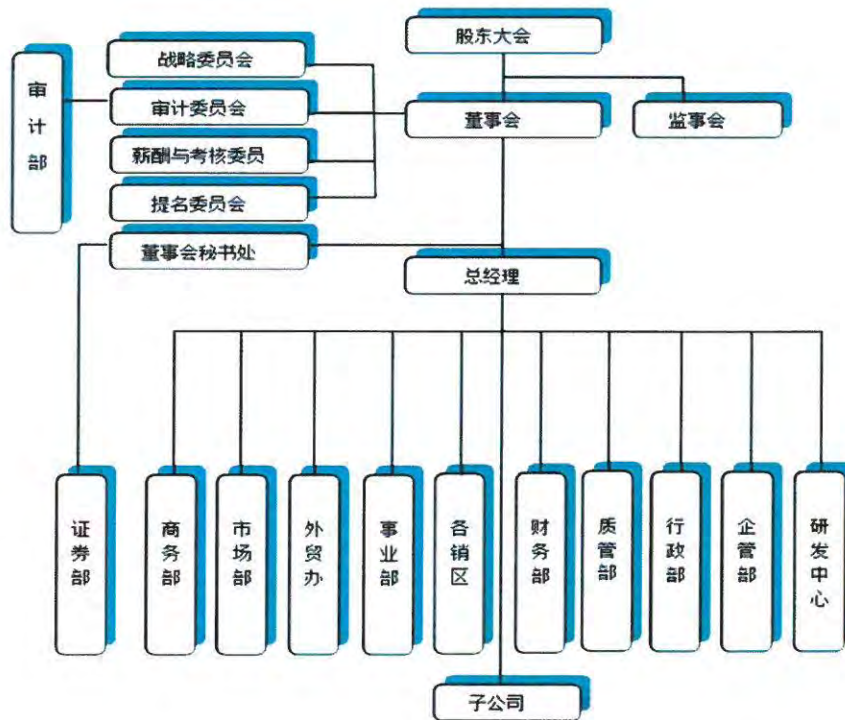 股东大会
战略委员会
审计部
审计委员会
董事会
监事会
薪酬与考核委员
提名委员会
董事会秘书处
总经理
证券部
商务部
市场部
外贸办
事业部
各销区
财务部
质管部
行政部
企管部
研发中心
子公司